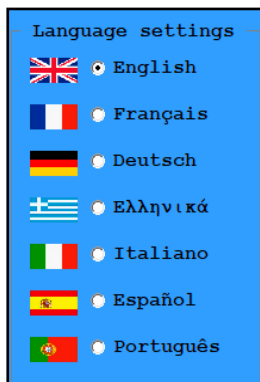 Language settings
English
Français
Deutsch
Ελληνικά
Italiano
Español
Português